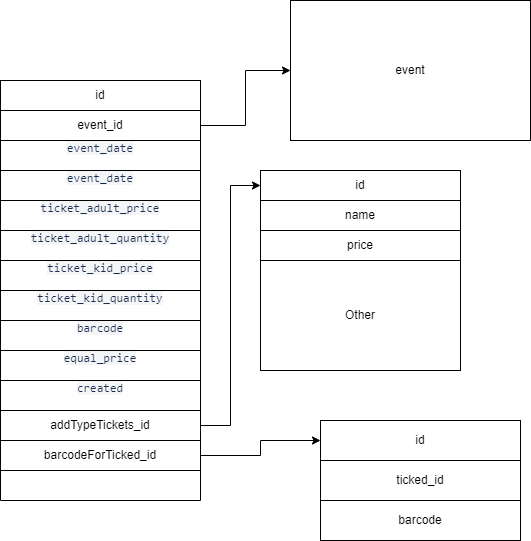 event
id
event_id
event_date
event_date
ticket_adult_price
ticket_adult_quantity
ticket_kid_price
ticket_kid_quantity
barcode
equal_price
created
addTypeTickets_id
barcodeForTicked_id
id
name
price
Other
id
ticked_id
barcode